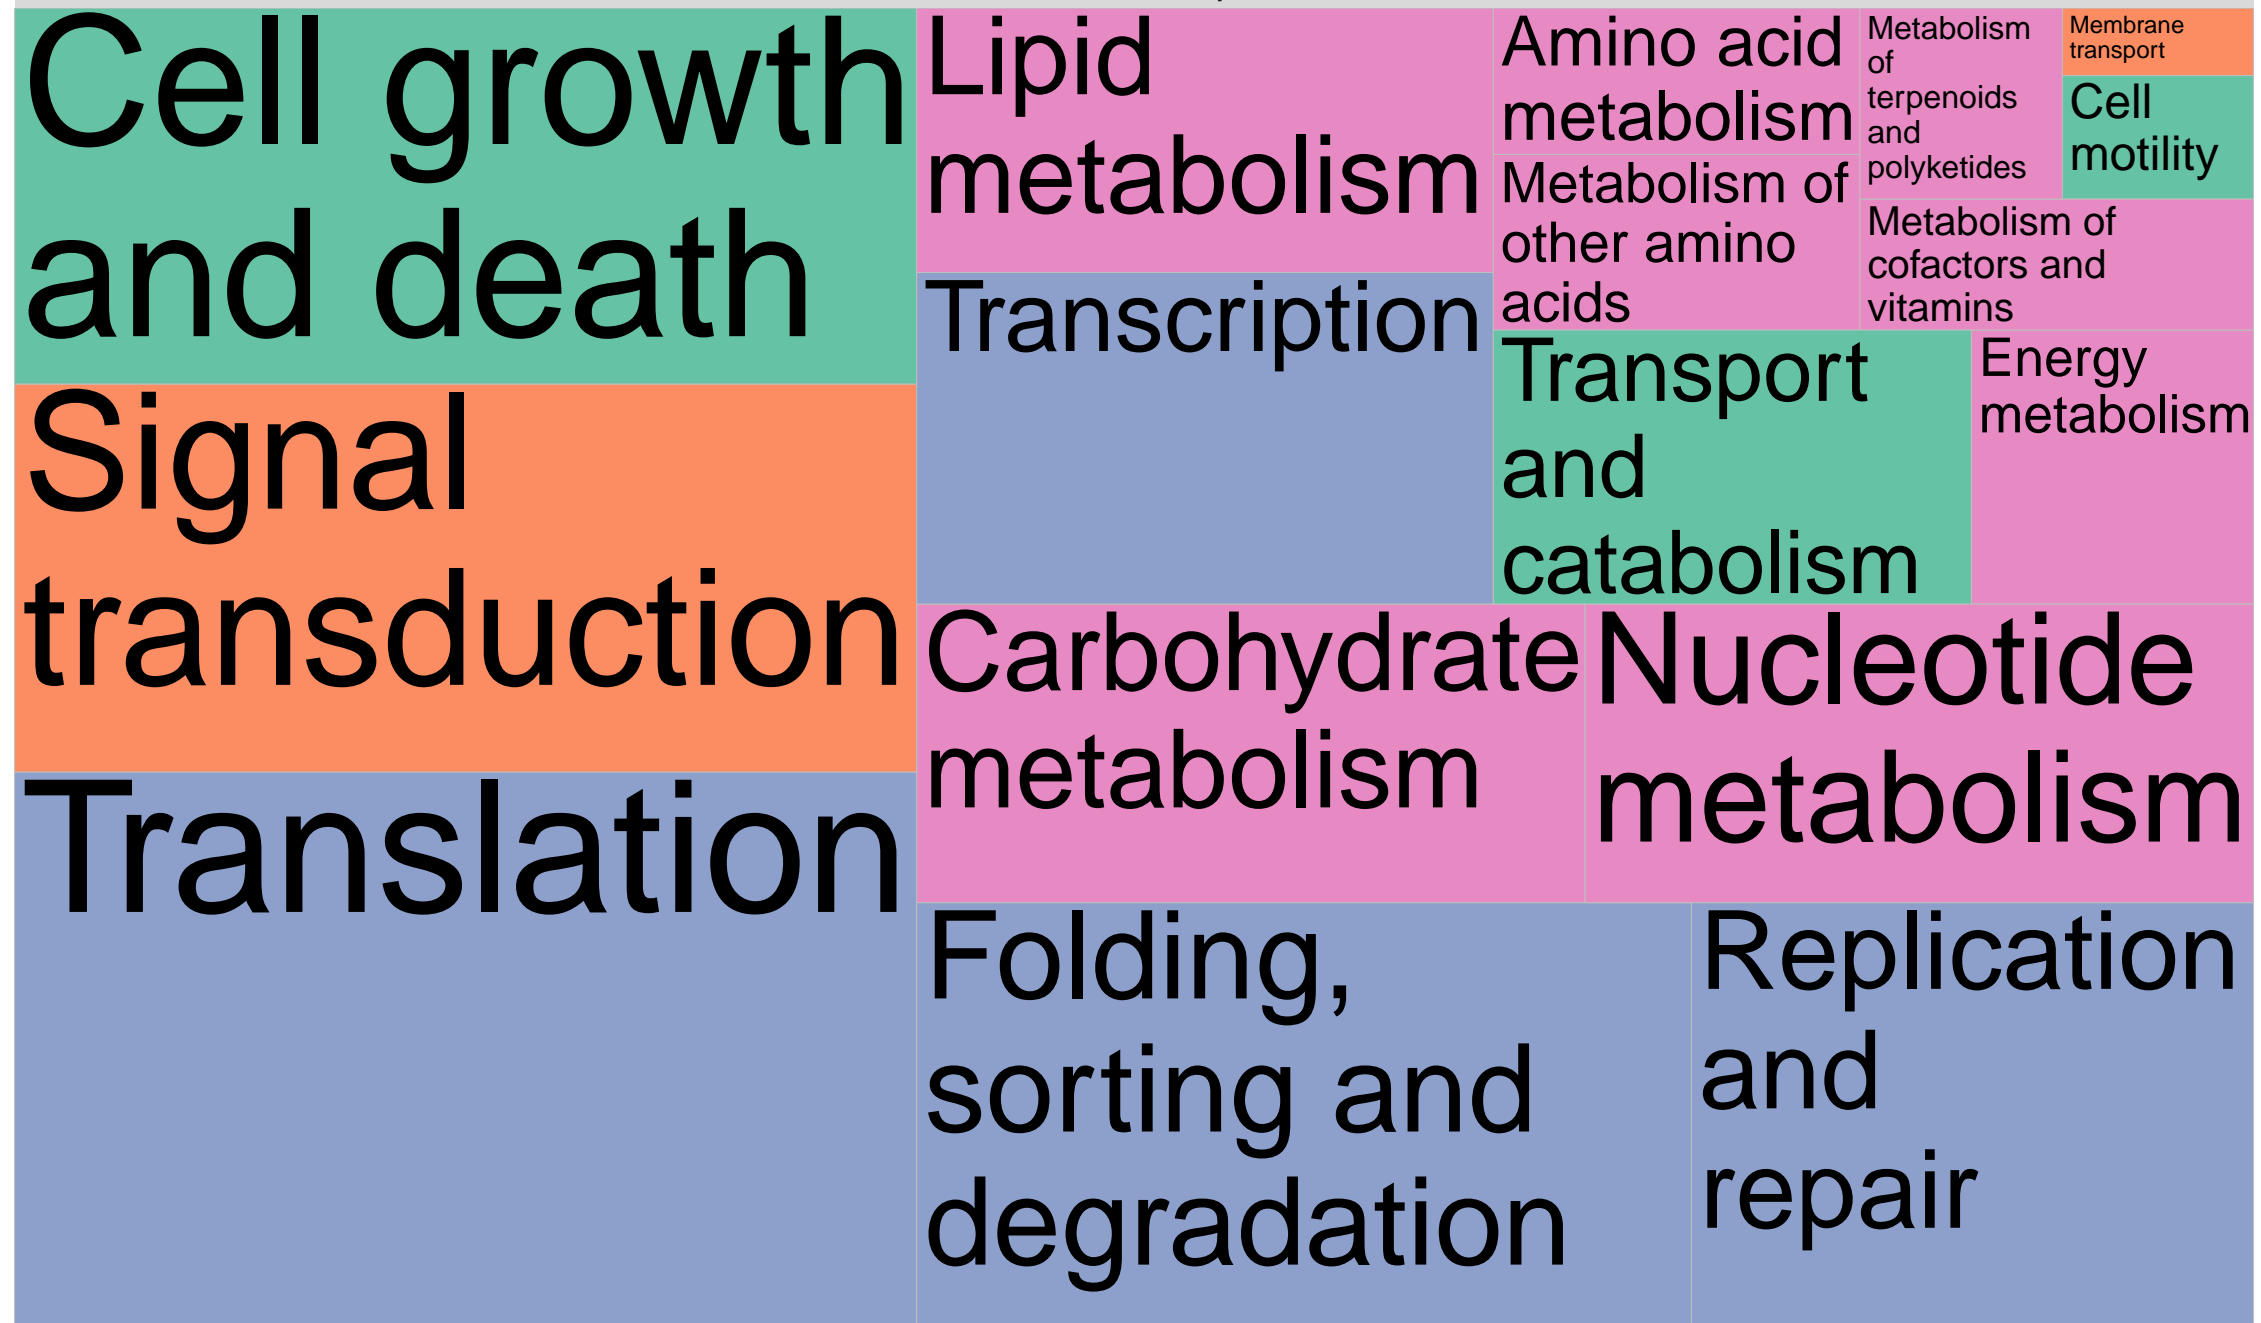 Cell growth
and death
Signal
transduction
Translation
Lipid
metabolism
Transcription
Amino acid
metabolism
Metabolism of
other amino
acids
Metabolism
of
terpenoids
and
polyketides
Membrane
transport
Cell
motility
Metabolism of
cofactors and
vitamins
Transport
and
catabolism
Energy
metabolism
Carbohydrate
metabolism
Nucleotide
metabolism
Folding,
sorting and
degradation
Replication
and
repair